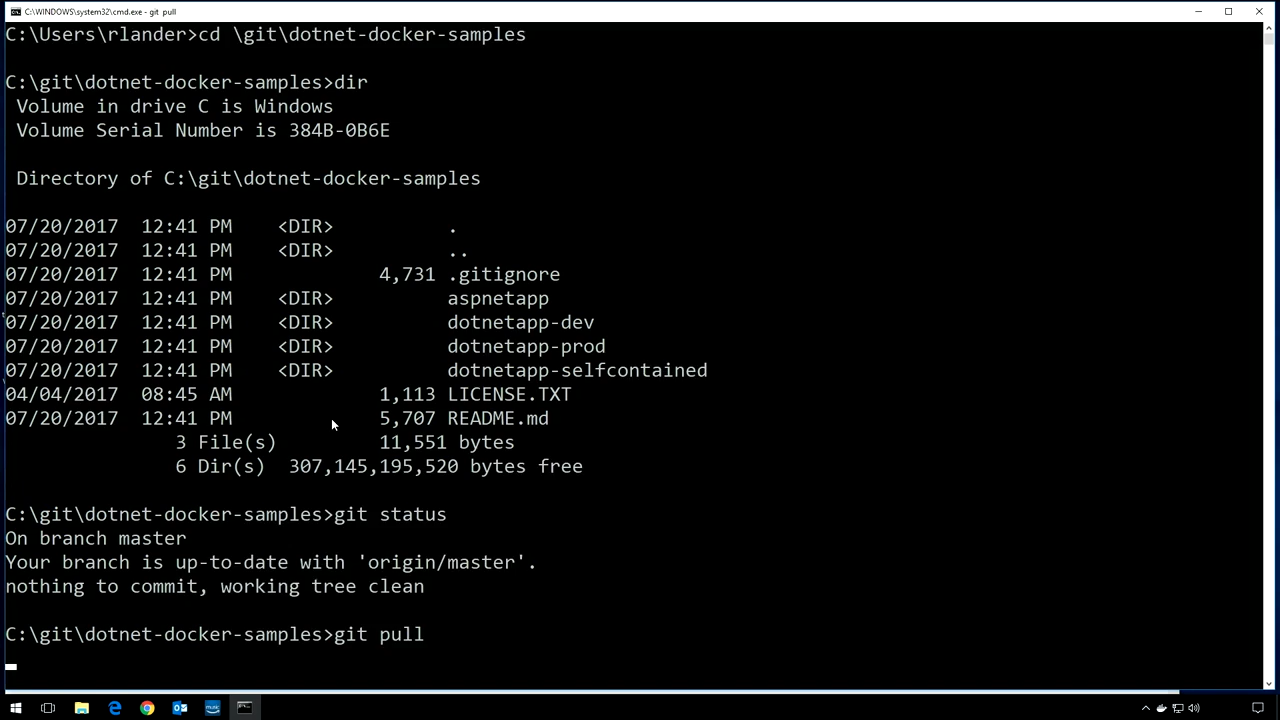 C:\WINDOWS\system32\cmd.exe - git  pull
C:\Users\rlander>cd \git\dotnet-docker-samples
C:\git\dotnet-docker-samples>dir
 Volume in drive C is Windows
 Volume Serial Number is 384B-0B6E
 Directory of C:\git\dotnet-docker-samples
07/20/2017  12:41 PM    <DIR>          .
07/20/2017  12:41 PM    <DIR>          ..
07/20/2017  12:41 PM             4,731 .gitignore
07/20/2017  12:41 PM    <DIR>          aspnetapp
07/20/2017  12:41 PM    <DIR>          dotnetapp-dev
07/20/2017  12:41 PM    <DIR>          dotnetapp-prod
07/20/2017  12:41 PM    <DIR>          dotnetapp-selfcontained
04/04/2017  08:45 AM             1,113 LICENSE.TXT
07/20/2017  12:41 PM             5,707 README.md
               3 File(s)         11,551 bytes
               6 Dir(s)  307,145,195,520 bytes free
C:\git\dotnet-docker-samples>git status
On branch master
Your branch is up-to-date with 'origin/master'.
nothing to commit, working tree clean
C:\git\dotnet-docker-samples>git pull